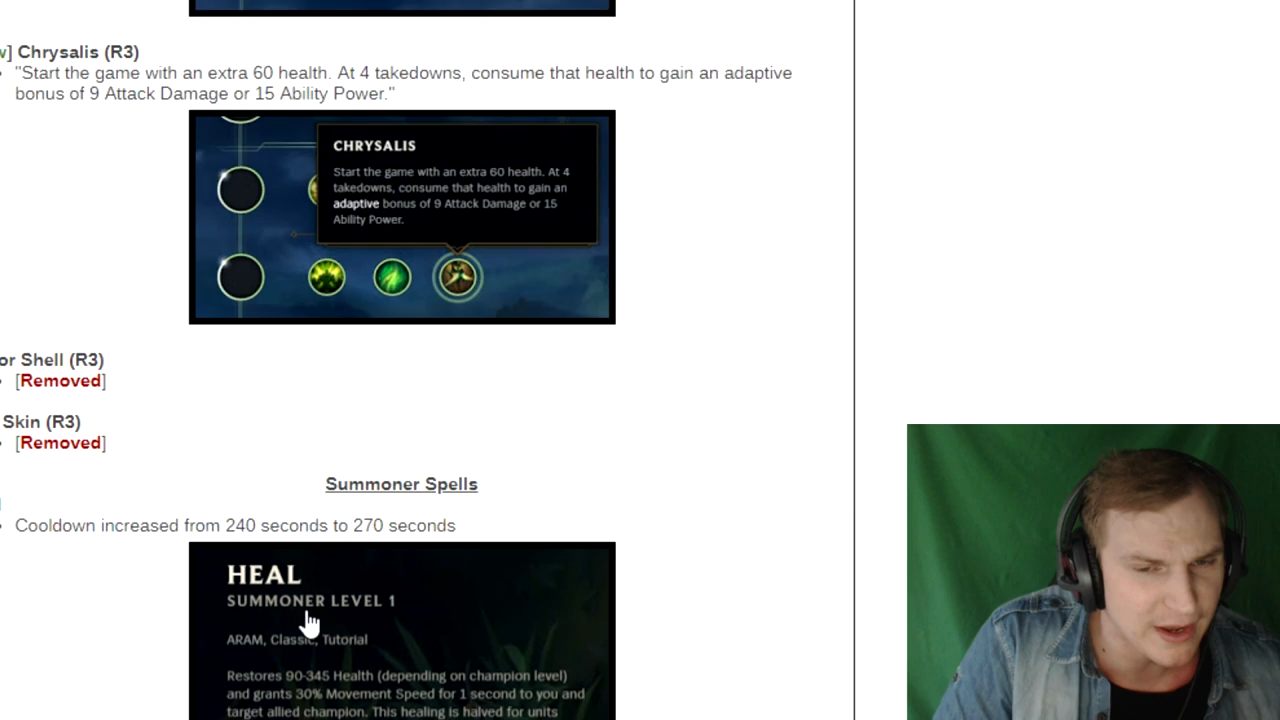 w] Chrysalis (R3)
"Start the game with an extra 60 health. At 4 takedowns, consume that health to gain an adaptive
bonus of 9 Attack Damage or 15 Ability Power."
CHRYSALIS
Start the game with an extra 60 health. At 4
takedowns, consume that health to gain an
adaptive bonus of 9 Attack Damage or 15
Ability Power.
or Shell (R3)
[Removed]
Skin (R3)
[Removed]
Summoner Spells
Cooldown increased from 240 seconds to 270 seconds
HEAL
SUMMONER LEVEL 1
ARAM, Classic, Tutorial
Restores 90-345 Health (depending on champion level)
and grants 30% Movement Speed for 1 second to you and
target allied champion. This healing is halved for units